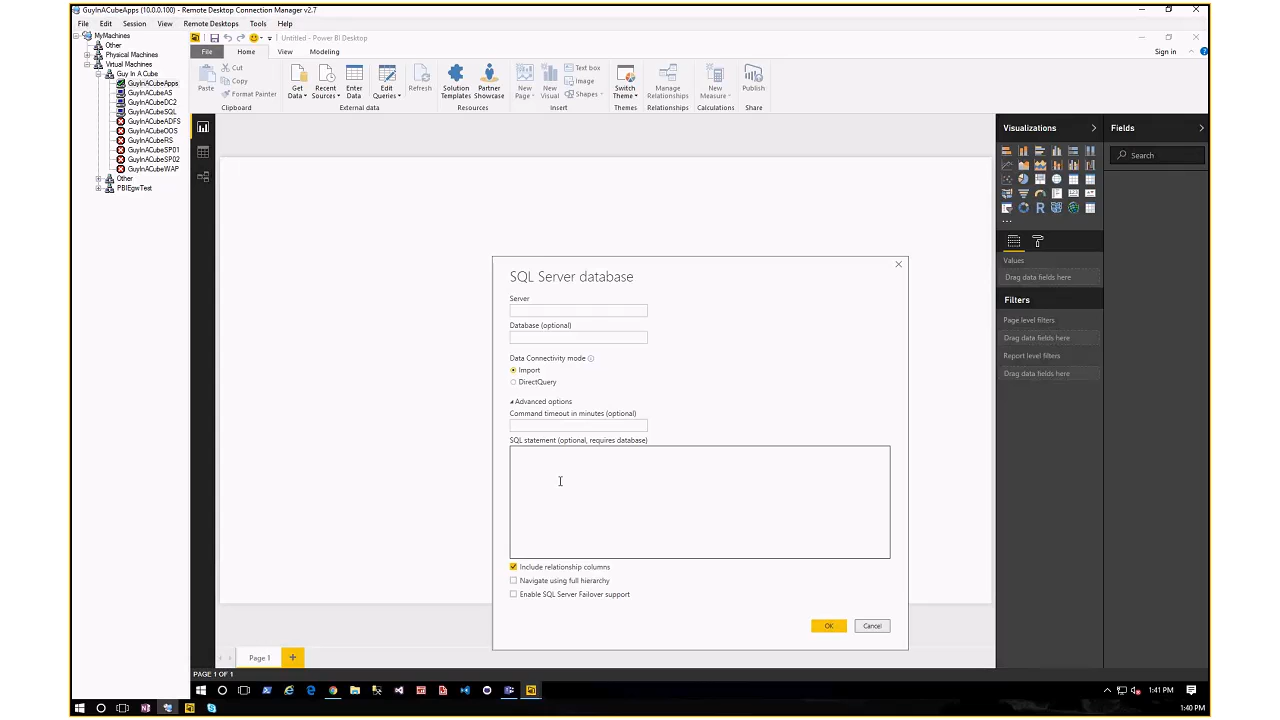 GuyInACubeApps (10.0.0.100) - Remote Desktop Connection Manager v2.7
File Edit Session View Remote Desktops Tools Help
MyMachines
Other
Physical Machines
Virtual Machines
Guy In A Cube
GuyInACubeApps
GuyInACubeAS
GuyInACubeDC2
GuyInACubeSQL
GuyInACubeADFS
GuyInACubeOOS
GuyInACubeRS
GuyInACubeSP01
GuyInACubeSP02
GuyInACubeWAP
Other
PBIEgwTest
Untitled - Power BI Desktop
File Home View Modeling Sign in
Paste
Cut
Copy
Format Painter
Clipboard
Get Data
Recent Sources
Enter Data
Edit Queries
External data
Refresh
Solution Templates
Partner Showcase
Resources
New Page
New Visual
Text box
Image
Shapes
Insert
Switch Theme
Themes
Manage Relationships
Relationships
New Measure
Calculations
Publish
Share
SQL Server database
Server
Database (optional)
Data Connectivity mode
Import
DirectQuery
Advanced options
Command timeout in minutes (optional)
SQL statement (optional, requires database)
Include relationship columns
Navigate using full hierarchy
Enable SQL Server Failover support
OK Cancel
Visualizations
R
Values
Drag data fields here
Filters
Page level filters
Drag data fields here
Report level filters
Drag data fields here
Fields
Search
Page 1 +
PAGE 1 OF 1
1:41 PM
1:40 PM